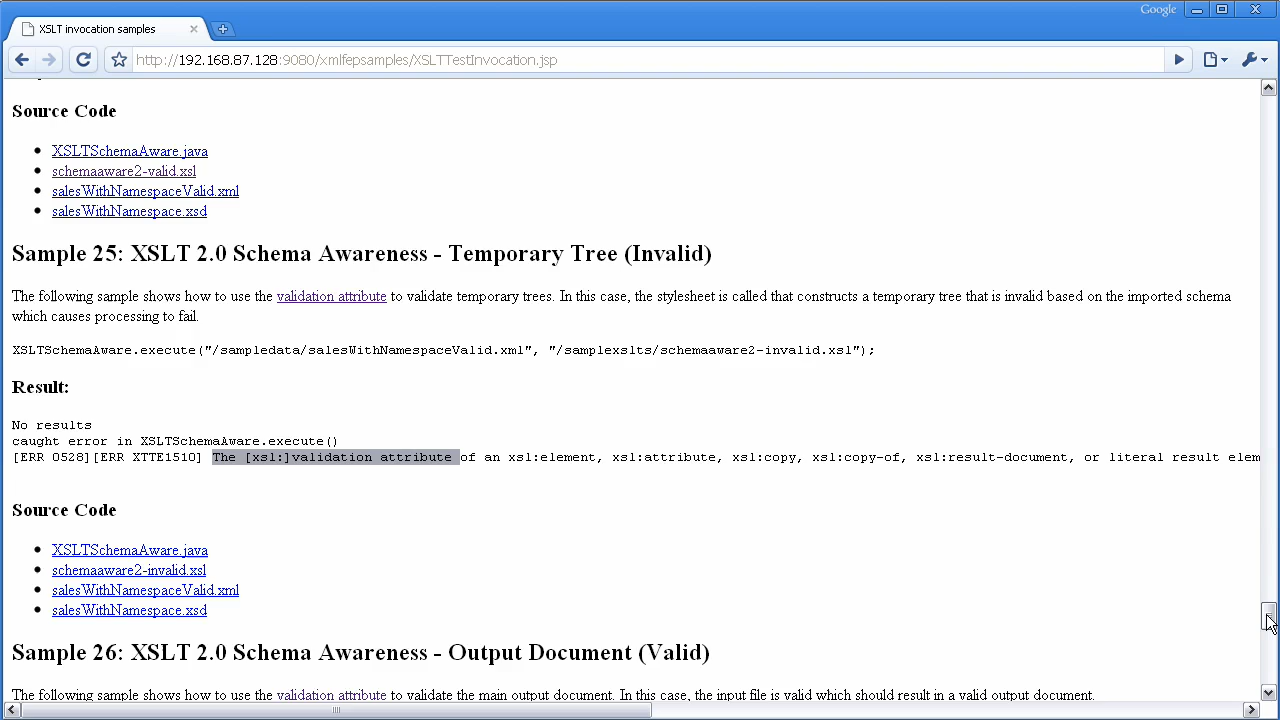 Google
XSLT invocation samples
http://192.168.87.128:9080/xmlfepsamples/XSLTTestInvocation.jsp
Source Code
XSLTSchemaAware.java
schemaaware2-valid.xsl
salesWithNamespaceValid.xml
salesWithNamespace.xsd
Sample 25: XSLT 2.0 Schema Awareness - Temporary Tree (Invalid)
The following sample shows how to use the validation attribute to validate temporary trees. In this case, the stylesheet is called that constructs a temporary tree that is invalid based on the imported schema
which causes processing to fail.
XSLTSchemaAware.execute("/sampledata/salesWithNamespaceValid.xml", "/samplexslts/schemaaware2-invalid.xsl");
Result:
No results
caught error in XSLTSchemaAware.execute()
[ERR 0528][ERR XTTE1510] The [xsl:]validation attribute of an xsl:element, xsl:attribute, xsl:copy, xsl:copy-of, xsl:result-document, or literal result elem
Source Code
XSLTSchemaAware.java
schemaaware2-invalid.xsl
salesWithNamespaceValid.xml
salesWithNamespace.xsd
Sample 26: XSLT 2.0 Schema Awareness - Output Document (Valid)
The following sample shows how to use the validation attribute to validate the main output document. In this case, the input file is valid which should result in a valid output document.